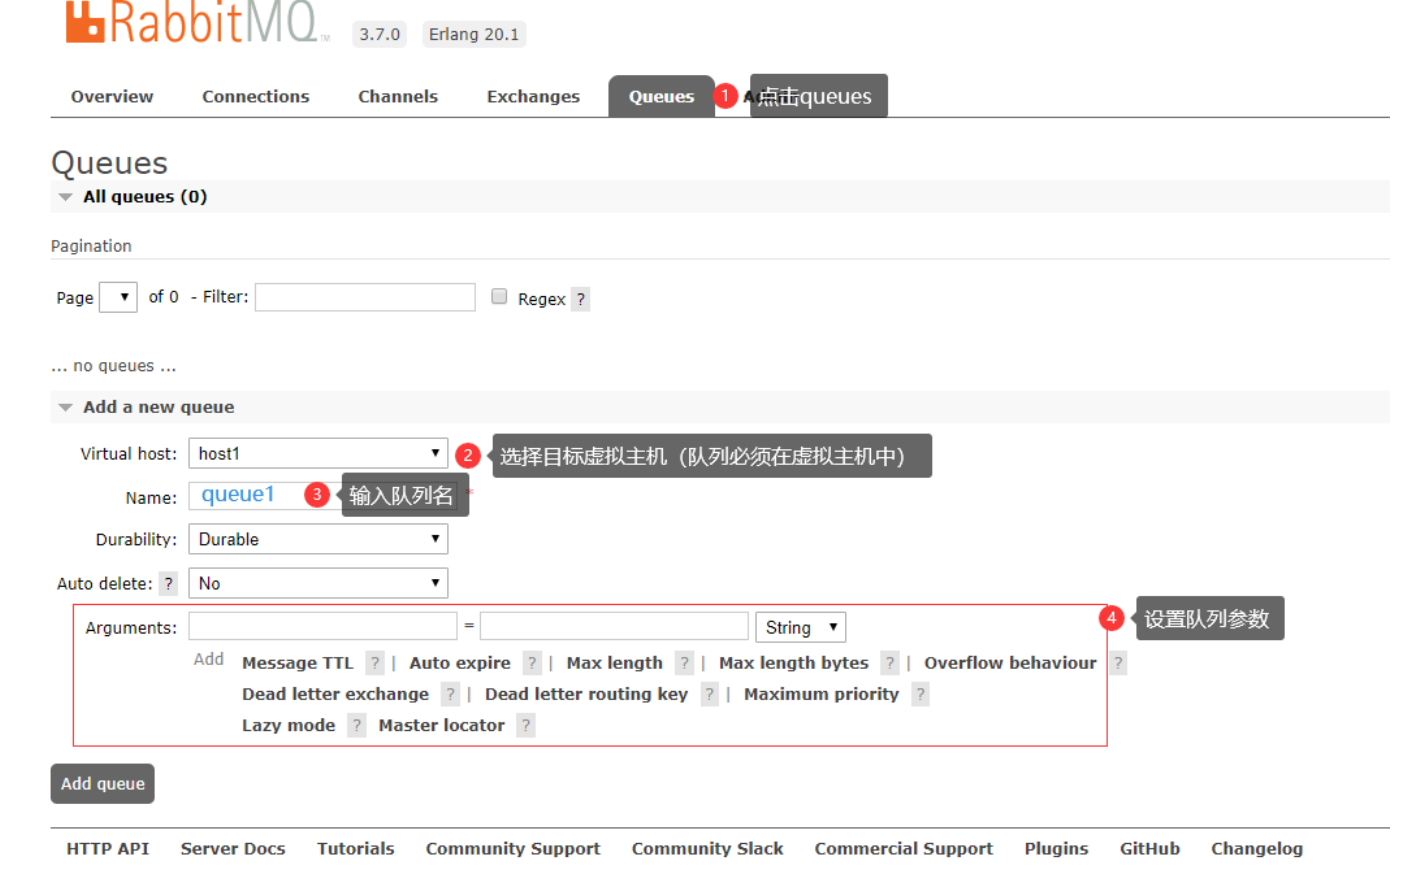 RabbitMQ TM 3.7.0 Erlang 20.1
Overview Connections Channels Exchanges Queues 1 点击queues
Queues
All queues (0)
Pagination
Page of 0 - Filter: Regex ?
... no queues ...
Add a new queue
Virtual host: host1 2 选择目标虚拟主机（队列必须在虚拟主机中）
Name: queue1 3 输入队列名 *
Durability: Durable
Auto delete: ? No
Arguments: = String 4 设置队列参数
Add Message TTL ? | Auto expire ? | Max length ? | Max length bytes ? | Overflow behaviour ?
Dead letter exchange ? | Dead letter routing key ? | Maximum priority ?
Lazy mode ? Master locator ?
Add queue
HTTP API Server Docs Tutorials Community Support Community Slack Commercial Support Plugins GitHub Changelog